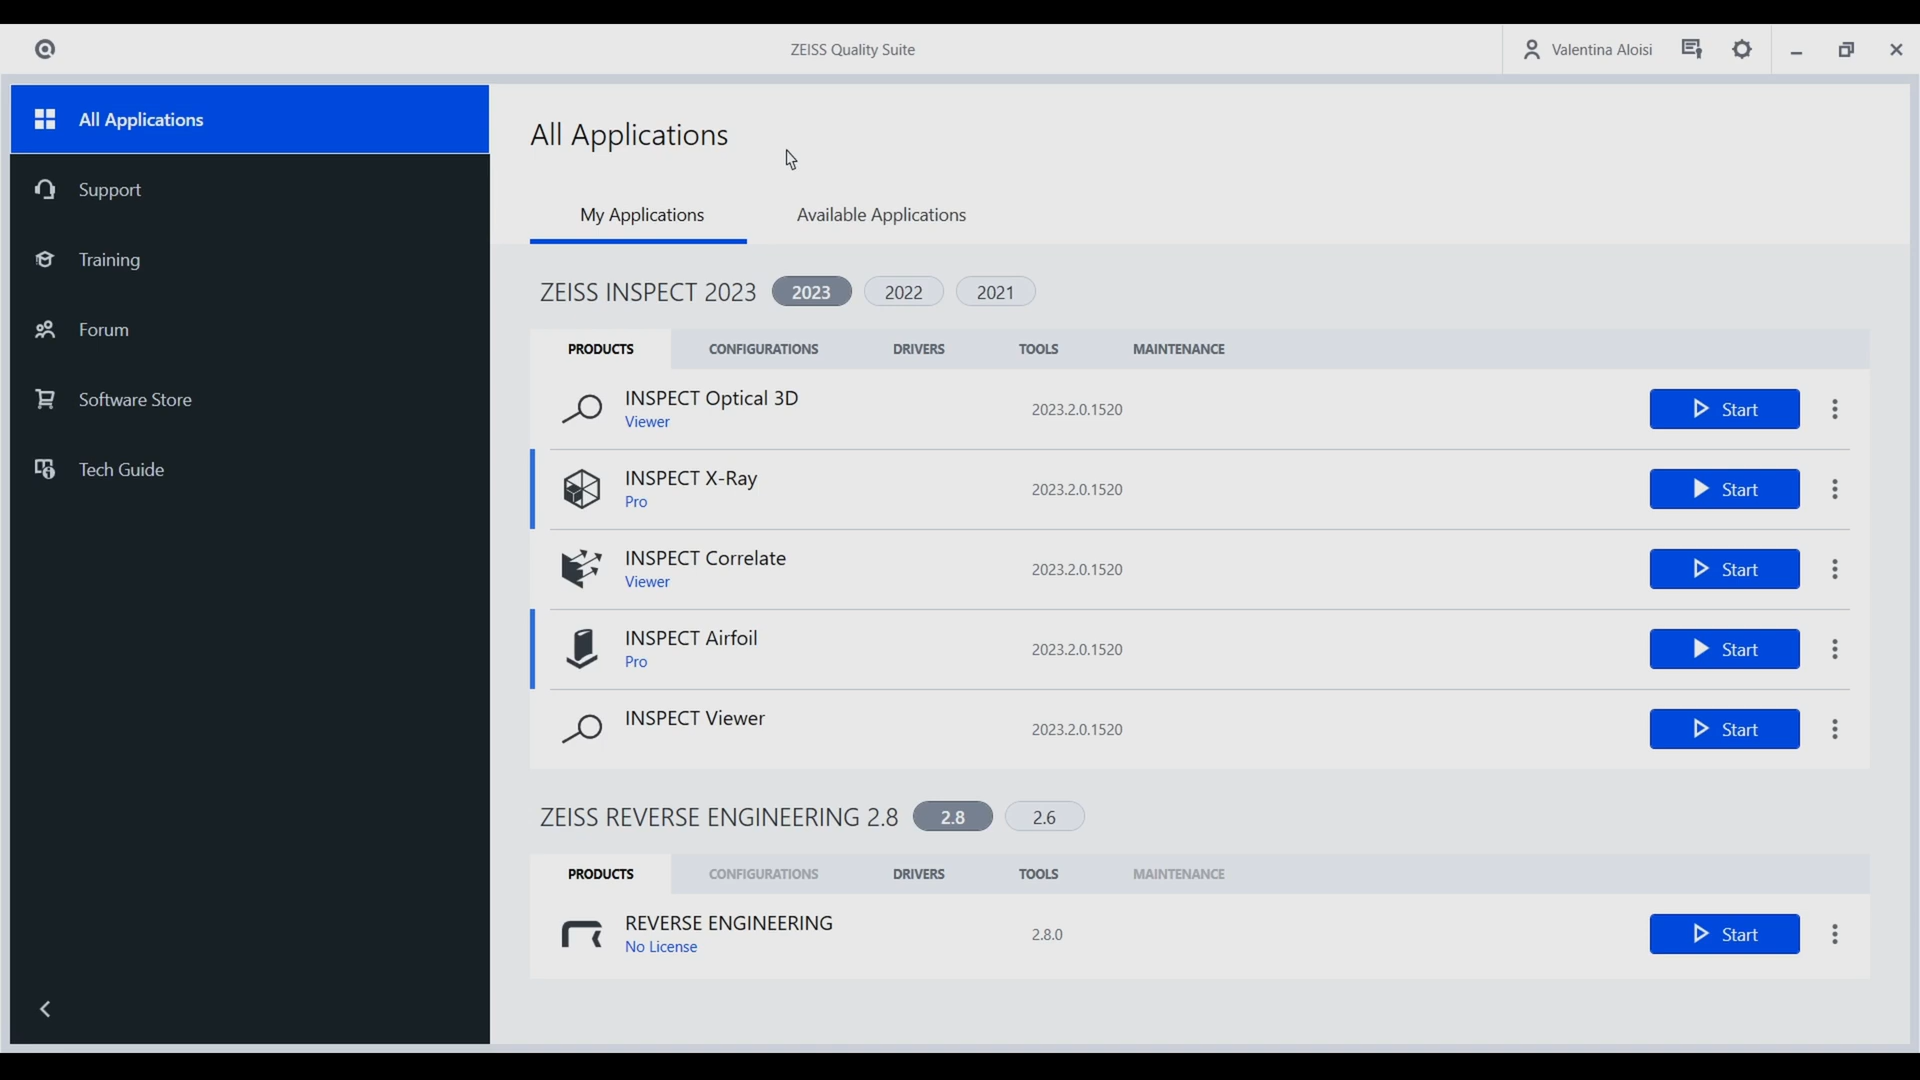 ZEISS Quality Suite
Valentina Aloisi
All Applications
Support
Training
Forum
Software Store
Tech Guide
All Applications
My Applications
Available Applications
ZEISS INSPECT 2023
2023
2022
2021
PRODUCTS
CONFIGURATIONS
DRIVERS
TOOLS
MAINTENANCE
INSPECT Optical 3D
Viewer
2023.2.0.1520
Start
INSPECT X-Ray
Pro
2023.2.0.1520
Start
INSPECT Correlate
Viewer
2023.2.0.1520
Start
INSPECT Airfoil
Pro
2023.2.0.1520
Start
INSPECT Viewer
2023.2.0.1520
Start
ZEISS REVERSE ENGINEERING 2.8
2.8
2.6
PRODUCTS
CONFIGURATIONS
DRIVERS
TOOLS
MAINTENANCE
REVERSE ENGINEERING
No License
2.8.0
Start